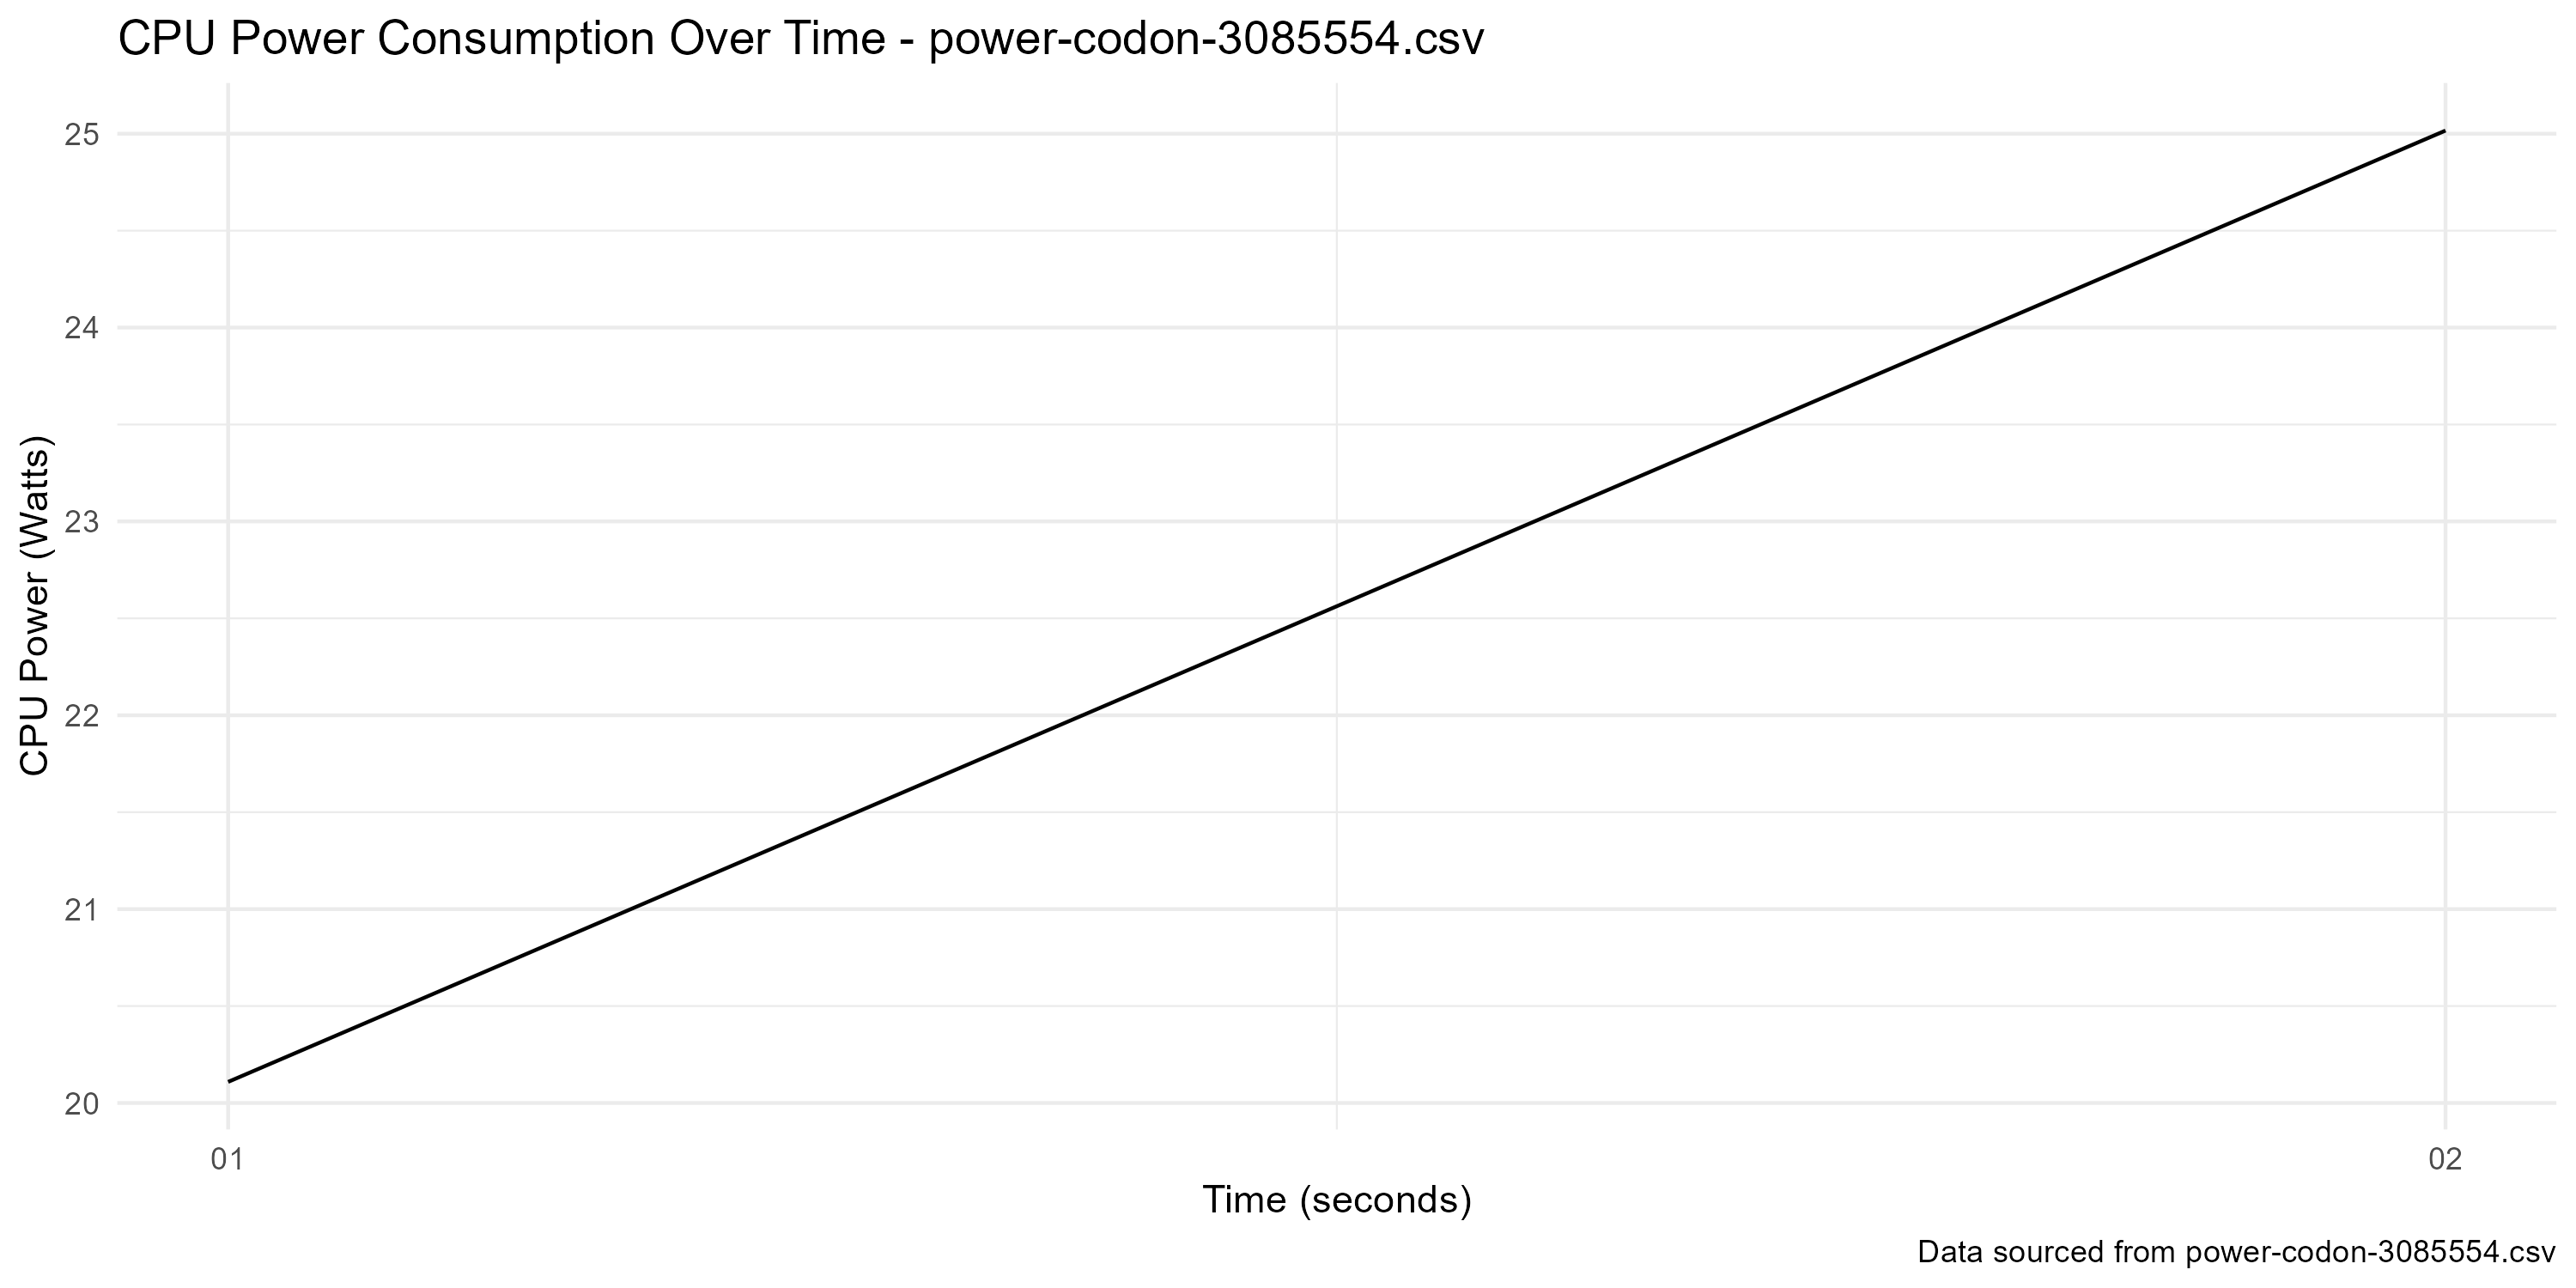 CPU Power Consumption Over Time - power-codon-3085554.csv
CPU Power (Watts)
25
24
23
22
21
20
01
02
Time (seconds)
Data sourced from power-codon-3085554.csv